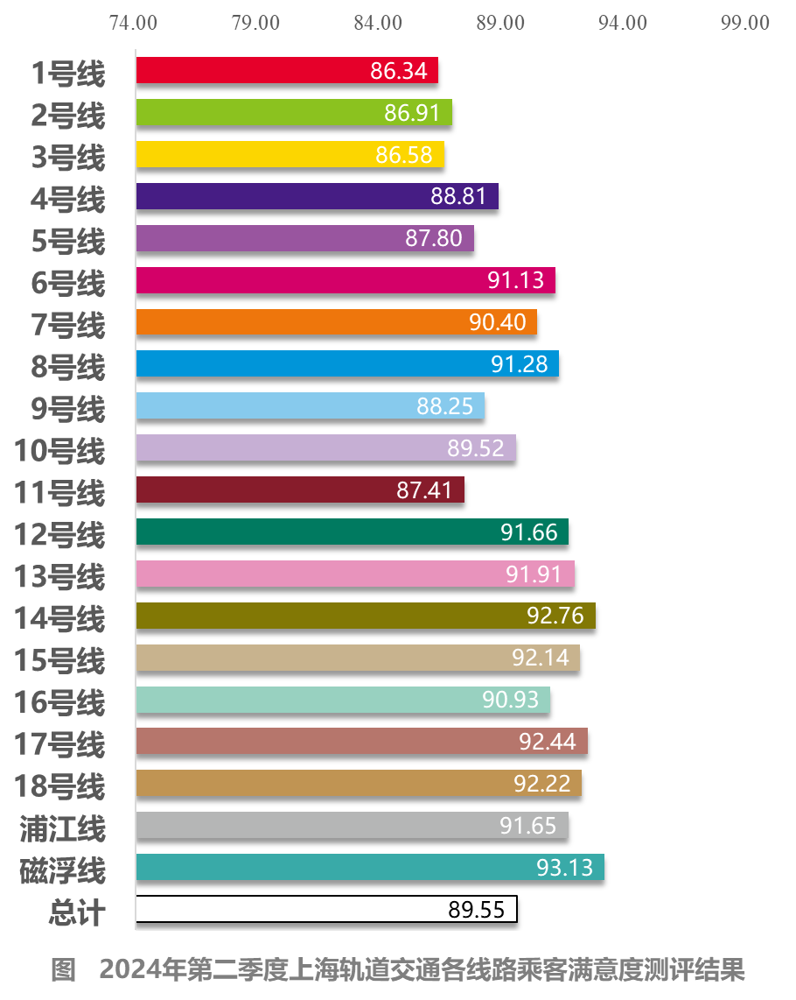 74.00 79.00 84.00 89.00 94.00 99.00
1号线 86.34
2号线 86.91
3号线 86.58
4号线 88.81
5号线 87.80
6号线 91.13
7号线 90.40
8号线 91.28
9号线 88.25
10号线 89.52
11号线 87.41
12号线 91.66
13号线 91.91
14号线 92.76
15号线 92.14
16号线 90.93
17号线 92.44
18号线 92.22
浦江线 91.65
磁浮线 93.13
总计 89.55
图 2024年第二季度上海轨道交通各线路乘客满意度测评结果